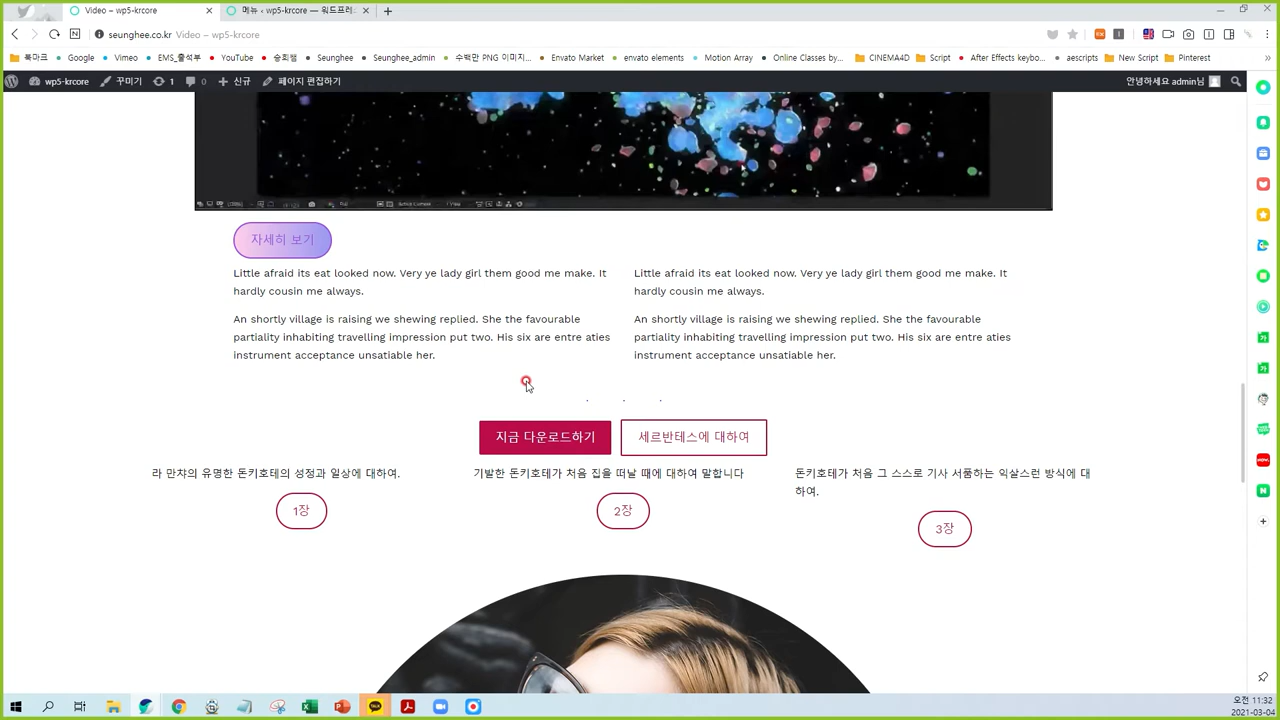 Video – wp5-krcore
메뉴 ‹ wp5-krcore — 워드프레
seunghee.co.kr Video – wp5-krcore
북마크 Google Vimeo EMS_출석부 YouTube 승희쌤 Seunghee Seunghee_admin 수백만 PNG 이미지... Envato Market envato elements Motion Array Online Classes by... CINEMA4D Script After Effects keybo... aescripts New Script Pinterest
wp5-krcore 꾸미기 1 0 신규 페이지 편집하기 안녕하세요 admin님
자세히 보기
Little afraid its eat looked now. Very ye lady girl them good me make. It
hardly cousin me always.
An shortly village is raising we shewing replied. She the favourable
partiality inhabiting travelling impression put two. His six are entre aties
instrument acceptance unsatiable her.
Little afraid its eat looked now. Very ye lady girl them good me make. It
hardly cousin me always.
An shortly village is raising we shewing replied. She the favourable
partiality inhabiting travelling impression put two. His six are entre aties
instrument acceptance unsatiable her.
. . .
지금 다운로드하기
세르반테스에 대하여
라 만챠의 유명한 돈키호테의 성정과 일상에 대하여.
1장
기발한 돈키호테가 처음 집을 떠날 때에 대하여 말합니다
2장
돈키호테가 처음 그 스스로 기사 서품하는 익살스런 방식에 대
하여.
3장
오전 11:32
2021-03-04